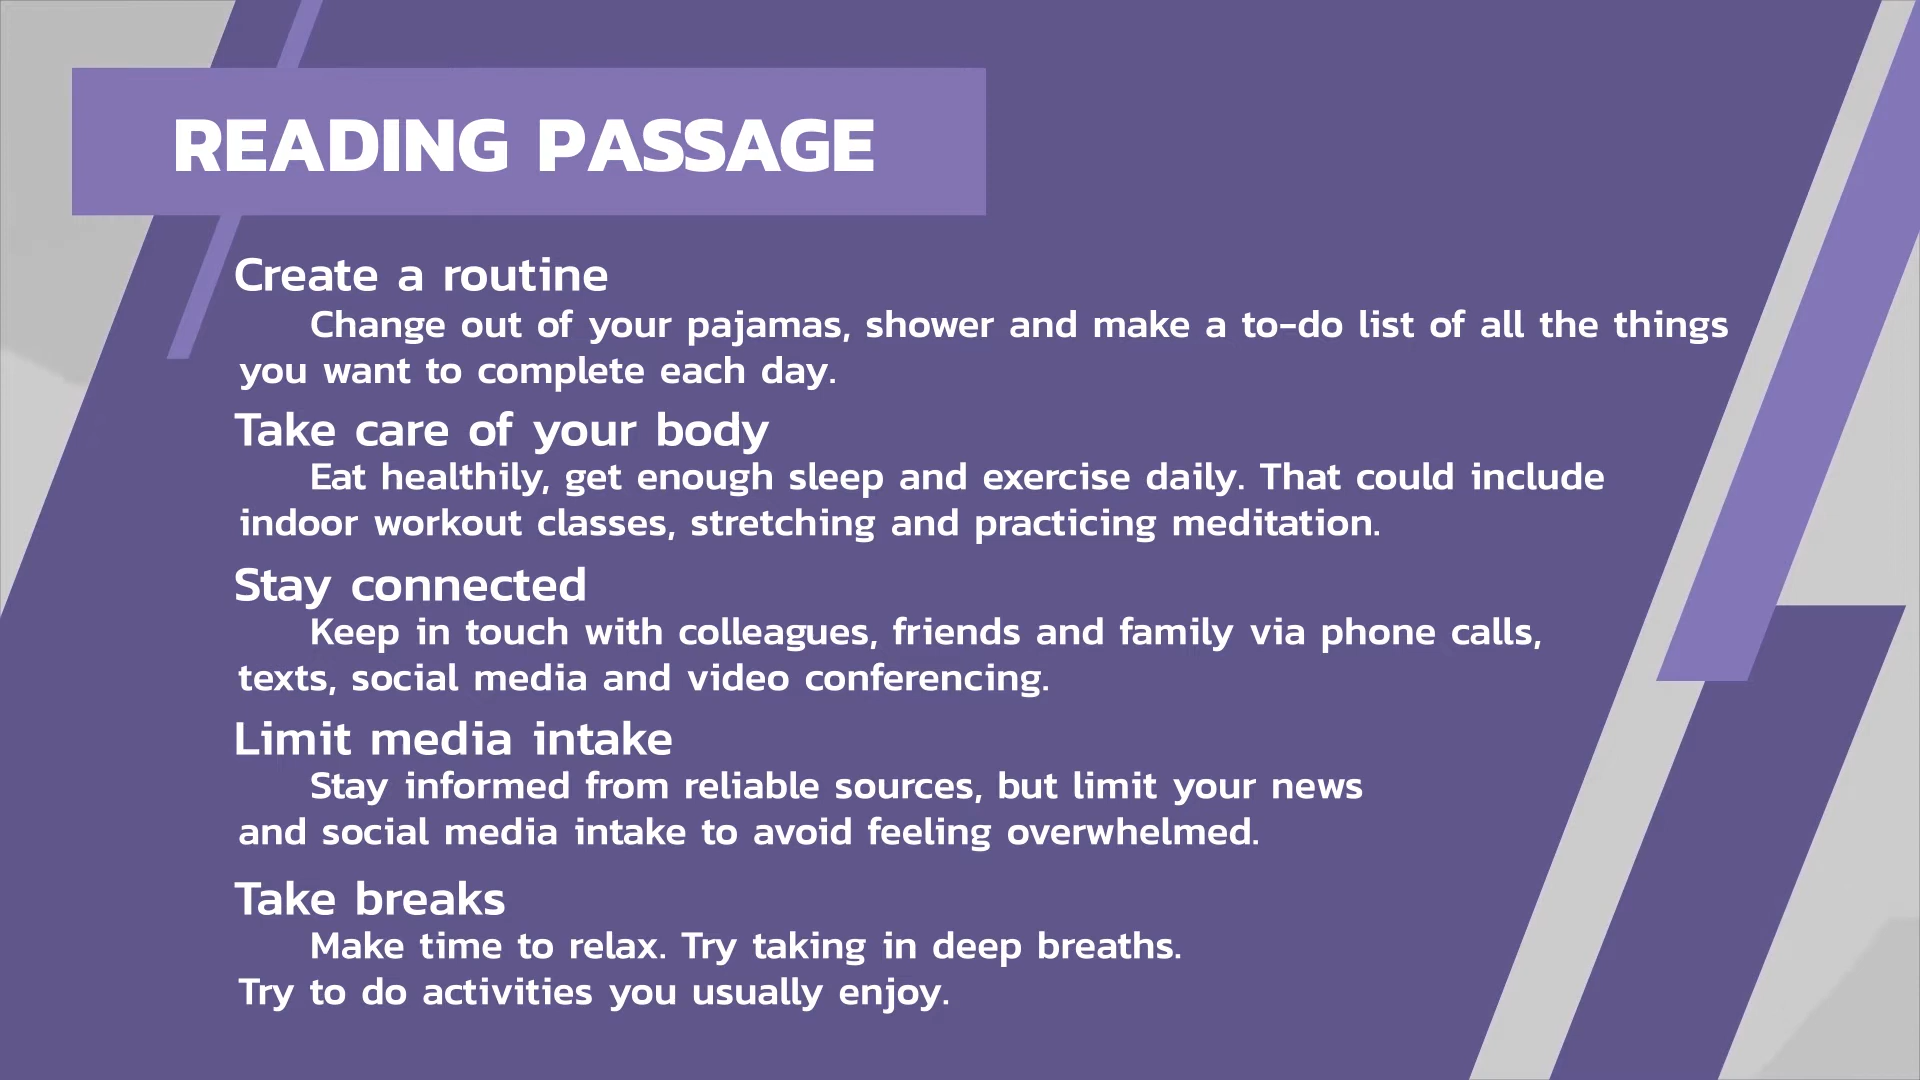 READING PASSAGE
Create a routine
Change out of your pajamas, shower and make a to-do list of all the things
you want to complete each day.
Take care of your body
Eat healthily, get enough sleep and exercise daily. That could include
indoor workout classes, stretching and practicing meditation.
Stay connected
Keep in touch with colleagues, friends and family via phone calls,
texts, social media and video conferencing.
Limit media intake
Stay informed from reliable sources, but limit your news
and social media intake to avoid feeling overwhelmed.
Take breaks
Make time to relax. Try taking in deep breaths.
Try to do activities you usually enjoy.